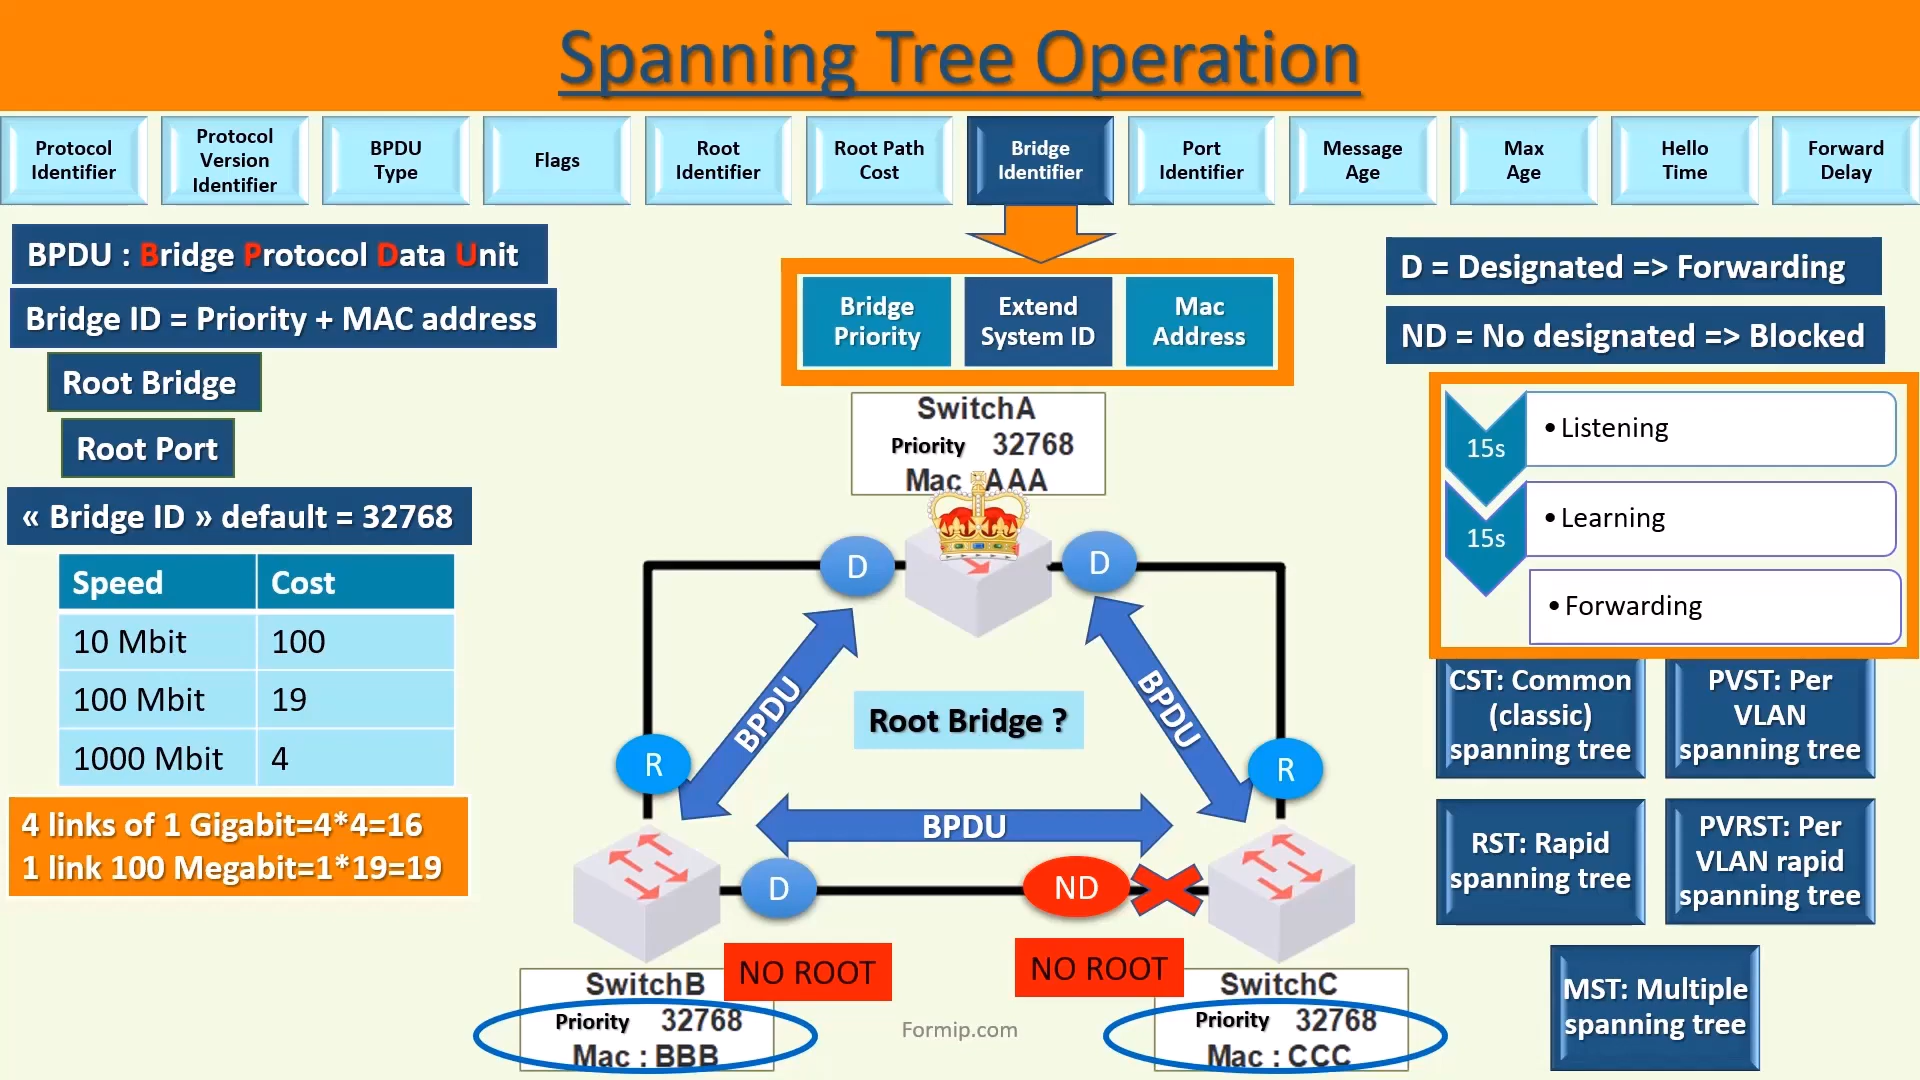 Spanning Tree Operation
Protocol
Identifier
Protocol
Version
Identifier
BPDU
Type
Flags
Root
Identifier
Root Path
Cost
Bridge
Identifier
Port
Identifier
Message
Age
Max
Age
Hello
Time
Forward
Delay
BPDU : Bridge Protocol Data Unit
Bridge ID = Priority + MAC address
Root Bridge
Root Port
« Bridge ID » default = 32768
Speed Cost
10 Mbit 100
100 Mbit 19
1000 Mbit 4
4 links of 1 Gigabit=4*4=16
1 link 100 Megabit=1*19=19
Bridge
Priority
Extend
System ID
Mac
Address
SwitchA
Priority 32768
Mac AAA
D
D
BPDU
BPDU
Root Bridge ?
R
R
BPDU
D
ND
NO ROOT
NO ROOT
SwitchB
Priority 32768
Mac : BBB
Formip.com
SwitchC
Priority 32768
Mac : CCC
D = Designated => Forwarding
ND = No designated => Blocked
15s
• Listening
15s
• Learning
• Forwarding
CST: Common
(classic)
spanning tree
PVST: Per
VLAN
spanning tree
RST: Rapid
spanning tree
PVRST: Per
VLAN rapid
spanning tree
MST: Multiple
spanning tree